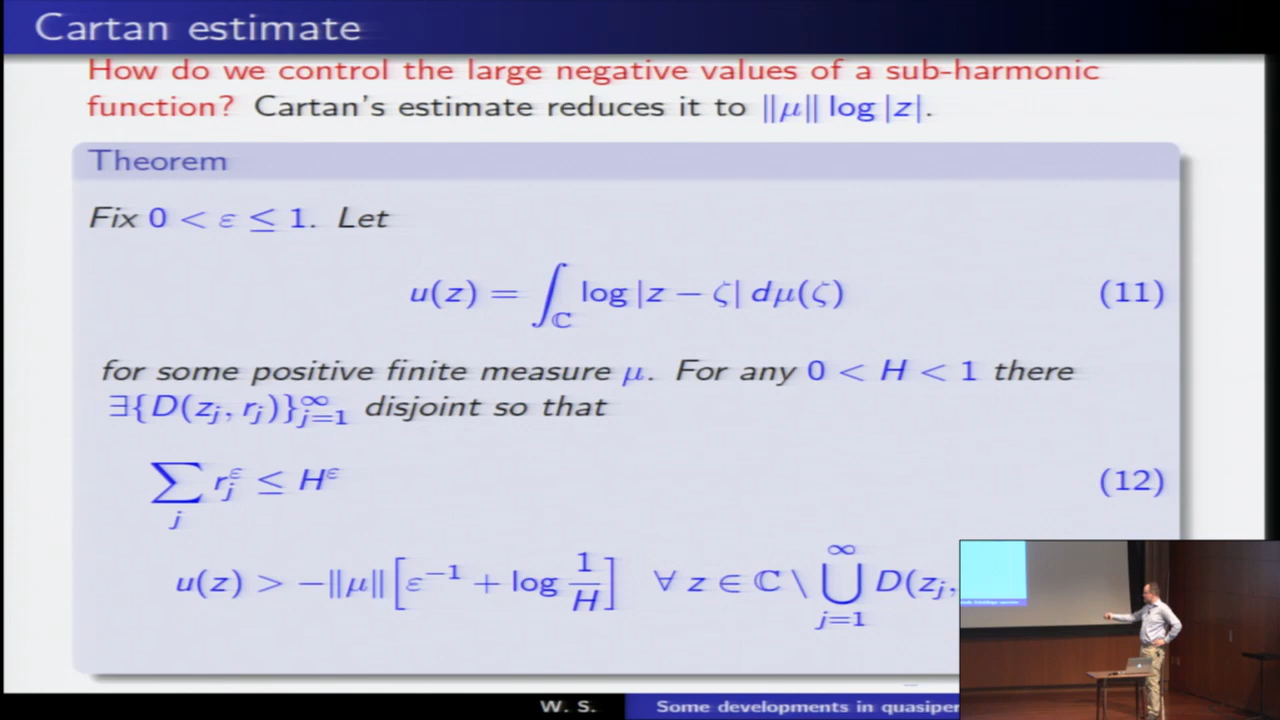 Cartan estimate
How do we control the large negative values of a sub-harmonic
function? Cartan's estimate reduces it to ‖μ‖ log |z|.
Theorem
Fix 0 < ε ≤ 1. Let
u(z) = ∫_ℂ log |z − ζ| dμ(ζ) (11)
for some positive finite measure μ. For any 0 < H < 1 there
∃{D(z_j, r_j)}_{j=1}^∞ disjoint so that
∑_j r_j^ε ≤ H^ε (12)
u(z) > −‖μ‖[ε^{−1} + log 1/H] ∀ z ∈ ℂ \ ⋃_{j=1}^∞ D(z_j,
W. S. Some developments in quasiper